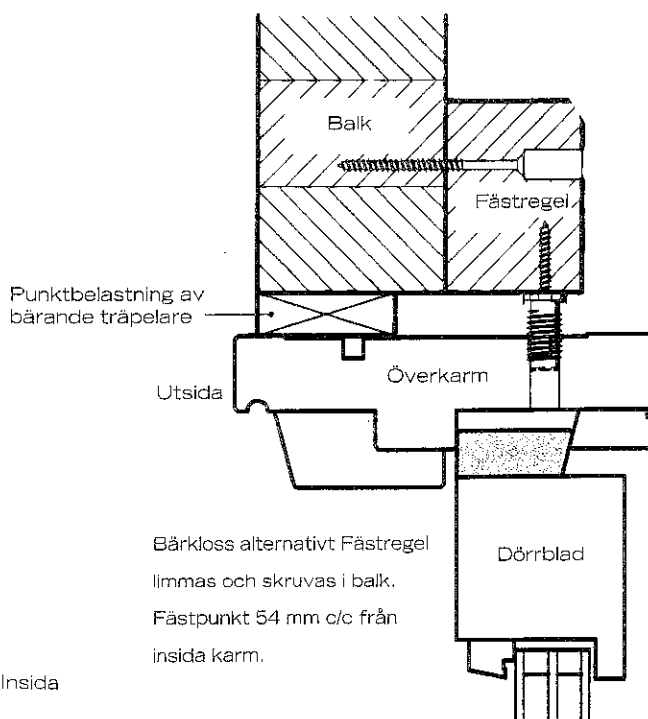 Balk
Fästregel
Punktbelastning av
bärande träpelare
Överkarm
Utsida
Bärkloss alternativt Fästregel
limmas och skruvas i balk.
Fästpunkt 54 mm c/c från
insida karm.
Dörrblad
Insida